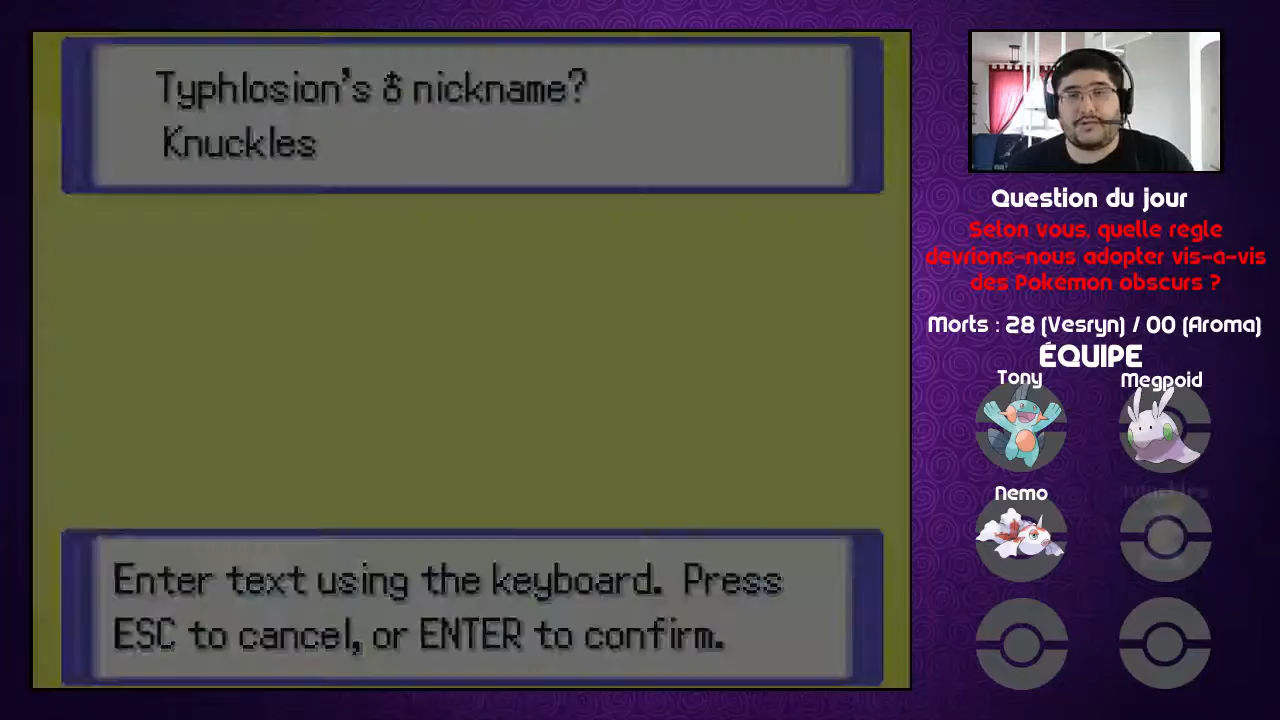 Typhlosion's ♂ nickname?
Knuckles
Enter text using the keyboard. Press
ESC to cancel, or ENTER to confirm.
Question du jour
Selon vous, quelle regle
devrions-nous adopter vis-a-vis
des Pokémon obscurs ?
Morts : 28 (Vesryn) / 00 (Aroma)
ÉQUIPE
Tony
Megpoid
Nemo